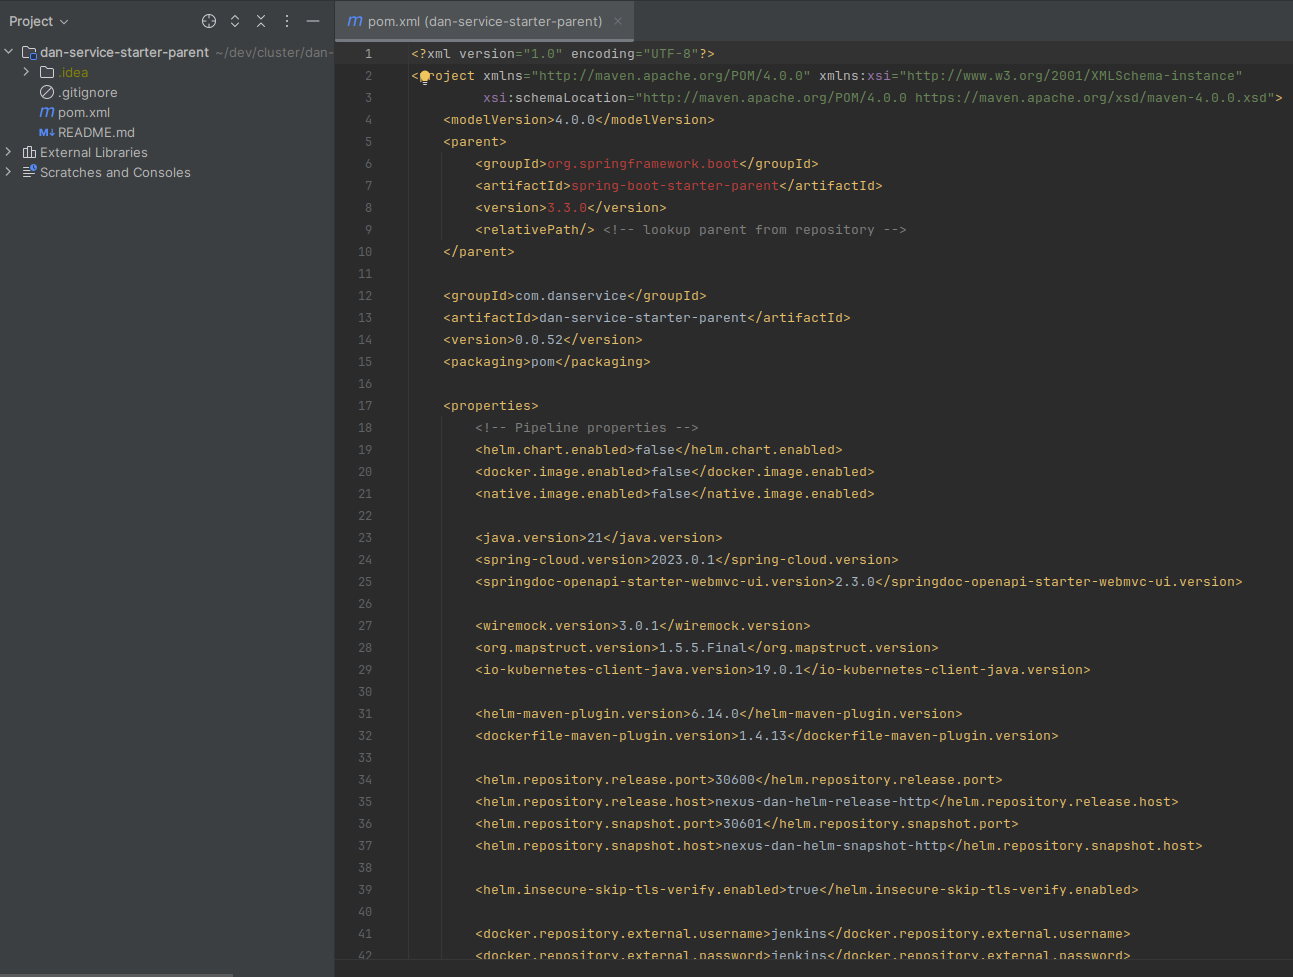 Project
dan-service-starter-parent ~/dev/cluster/dan-
.idea
.gitignore
pom.xml
README.md
External Libraries
Scratches and Consoles
pom.xml (dan-service-starter-parent)
1 <?xml version="1.0" encoding="UTF-8"?>
2 <project xmlns="http://maven.apache.org/POM/4.0.0" xmlns:xsi="http://www.w3.org/2001/XMLSchema-instance"
3 xsi:schemaLocation="http://maven.apache.org/POM/4.0.0 https://maven.apache.org/xsd/maven-4.0.0.xsd">
4 <modelVersion>4.0.0</modelVersion>
5 <parent>
6 <groupId>org.springframework.boot</groupId>
7 <artifactId>spring-boot-starter-parent</artifactId>
8 <version>3.3.0</version>
9 <relativePath/> <!-- lookup parent from repository -->
10 </parent>
11
12 <groupId>com.danservice</groupId>
13 <artifactId>dan-service-starter-parent</artifactId>
14 <version>0.0.52</version>
15 <packaging>pom</packaging>
16
17 <properties>
18 <!-- Pipeline properties -->
19 <helm.chart.enabled>false</helm.chart.enabled>
20 <docker.image.enabled>false</docker.image.enabled>
21 <native.image.enabled>false</native.image.enabled>
22
23 <java.version>21</java.version>
24 <spring-cloud.version>2023.0.1</spring-cloud.version>
25 <springdoc-openapi-starter-webmvc-ui.version>2.3.0</springdoc-openapi-starter-webmvc-ui.version>
26
27 <wiremock.version>3.0.1</wiremock.version>
28 <org.mapstruct.version>1.5.5.Final</org.mapstruct.version>
29 <io-kubernetes-client-java.version>19.0.1</io-kubernetes-client-java.version>
30
31 <helm-maven-plugin.version>6.14.0</helm-maven-plugin.version>
32 <dockerfile-maven-plugin.version>1.4.13</dockerfile-maven-plugin.version>
33
34 <helm.repository.release.port>30600</helm.repository.release.port>
35 <helm.repository.release.host>nexus-dan-helm-release-http</helm.repository.release.host>
36 <helm.repository.snapshot.port>30601</helm.repository.snapshot.port>
37 <helm.repository.snapshot.host>nexus-dan-helm-snapshot-http</helm.repository.snapshot.host>
38
39 <helm.insecure-skip-tls-verify.enabled>true</helm.insecure-skip-tls-verify.enabled>
40
41 <docker.repository.external.username>jenkins</docker.repository.external.username>
42 <docker.repository.external.password>jenkins</docker.repository.external.password>